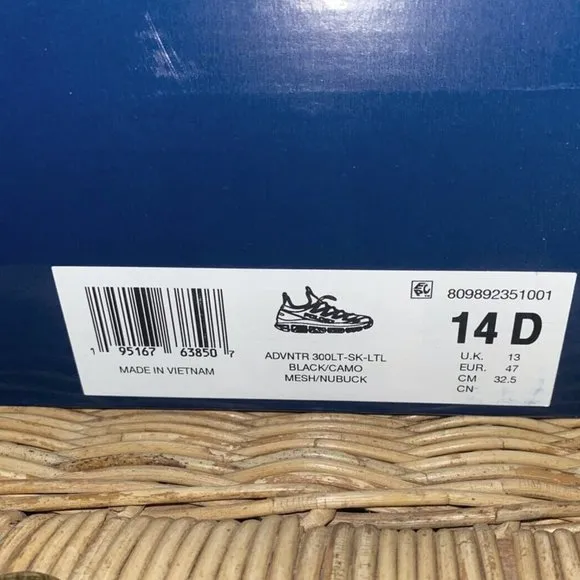 1 95167 63850 7
MADE IN VIETNAM
ADVNTR 300LT-SK-LTL
BLACK/CAMO
MESH/NUBUCK
809892351001
14 D
U.K. 13
EUR. 47
CM 32.5
CN